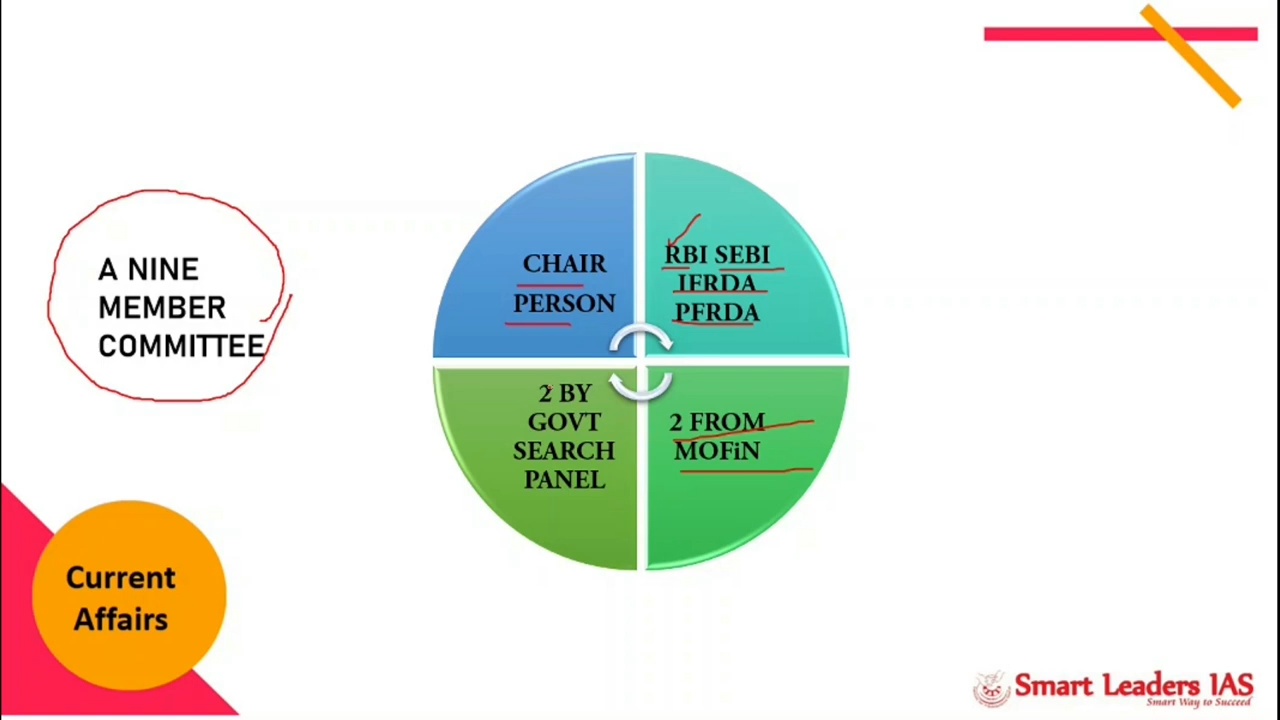 A NINE
MEMBER
COMMITTEE
CHAIR
PERSON
RBI SEBI
IFRDA
PFRDA
2 BY
GOVT
SEARCH
PANEL
2 FROM
MOFiN
Current
Affairs
Smart Leaders IAS
Smart Way to Succeed